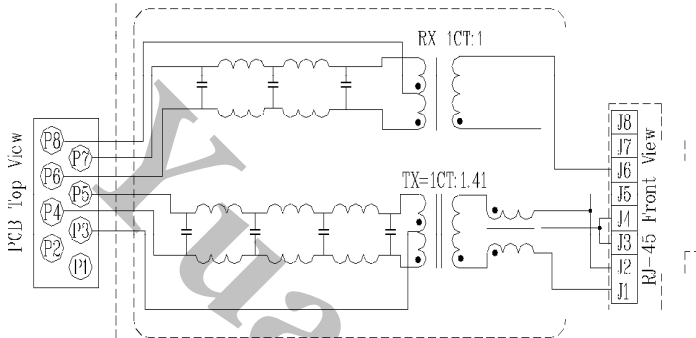 RX 1CT:1
TX=1CT:1.41
PCB Top View
P8
P7
P6
P5
P4
P3
P2
P1
J8
J7
J6
J5
J4
J3
J2
J1
RJ-45 Front View
Yua